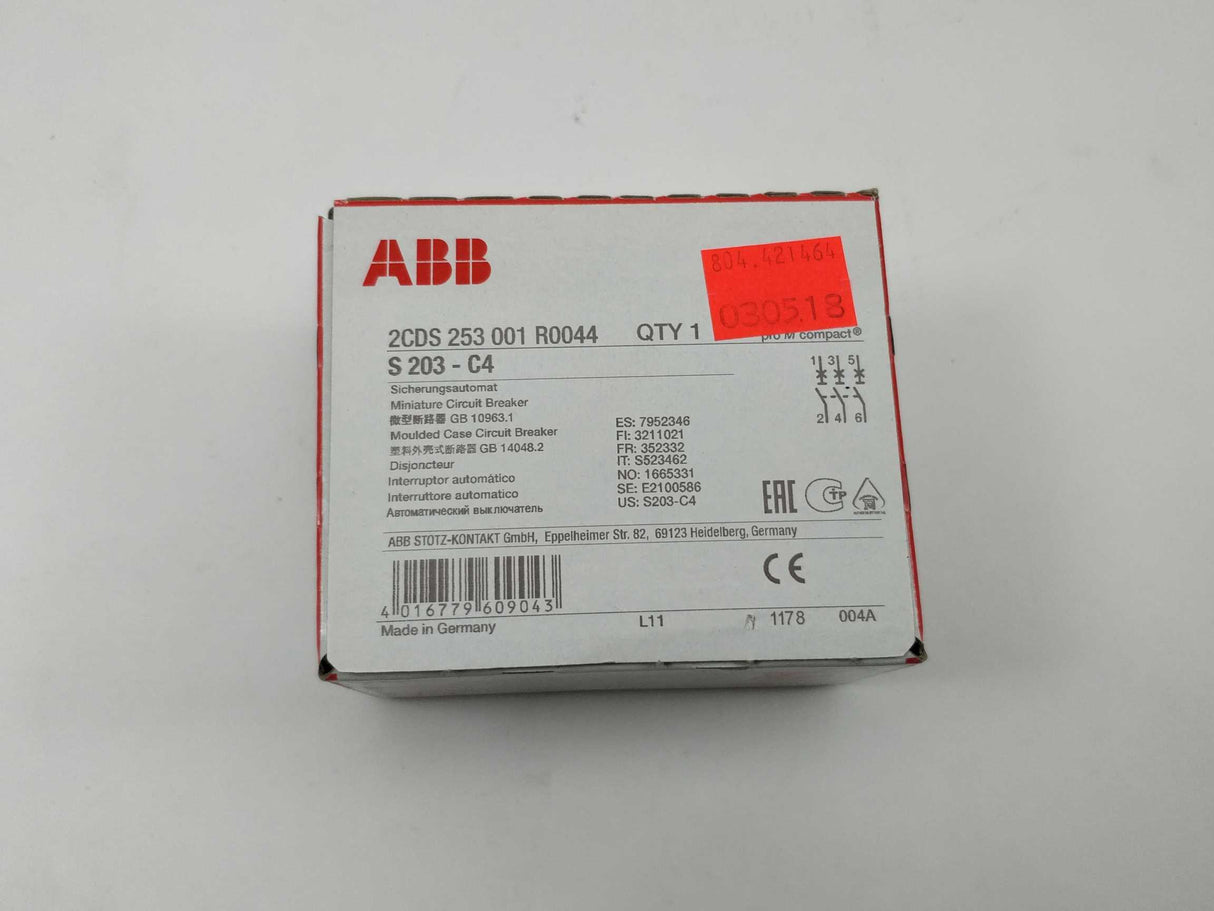 ABB
804.421464
030518
2CDS 253 001 R0044 QTY 1
pro M compact®
S 203 - C4
Sicherungsautomat
Miniature Circuit Breaker
微型断路器 GB 10963.1
Moulded Case Circuit Breaker
塑料外壳式断路器 GB 14048.2
Disjoncteur
Interruptor automático
Interruttore automatico
Автоматический выключатель
ES: 7952346
FI: 3211021
FR: 352332
IT: S523462
NO: 1665331
SE: E2100586
US: S203-C4
1 3 5
2 4 6
EAC
СТР
ABB STOTZ-KONTAKT GmbH, Eppelheimer Str. 82, 69123 Heidelberg, Germany
CE
4 016779 609043
Made in Germany
L11 1178 004A